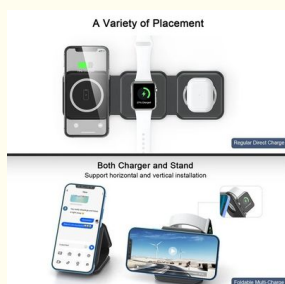 A Variety of Placement
Regular Direct Charge
Both Charger and Stand
Support horizontal and vertical installation
Foldable Multi-Charge